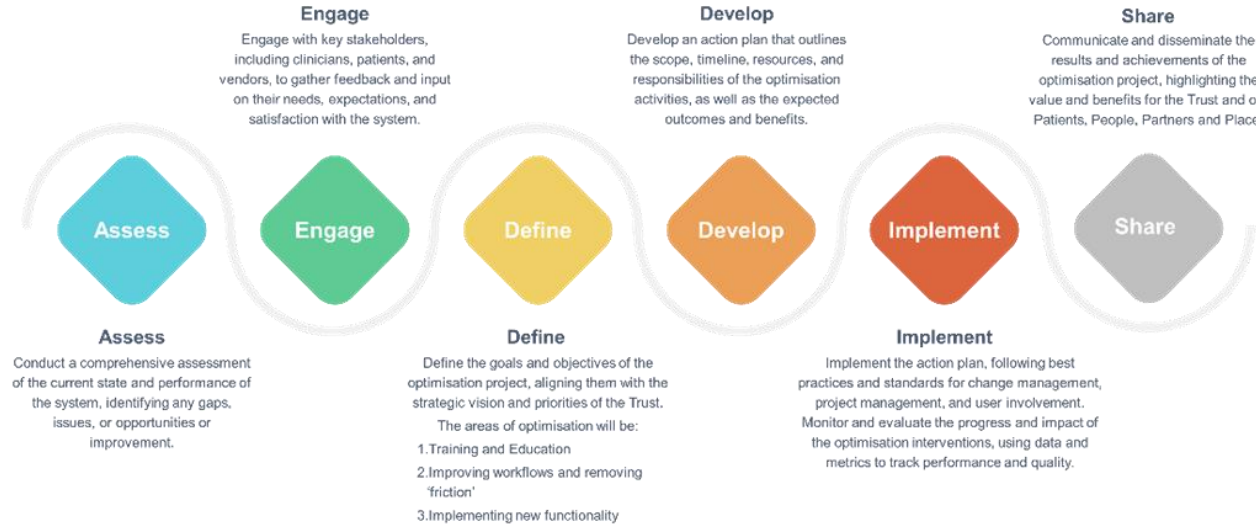 Engage
Engage with key stakeholders,
including clinicians, patients, and
vendors, to gather feedback and input
on their needs, expectations, and
satisfaction with the system.
Develop
Develop an action plan that outlines
the scope, timeline, resources, and
responsibilities of the optimisation
activities, as well as the expected
outcomes and benefits.
Share
Communicate and disseminate the
results and achievements of the
optimisation project, highlighting the
value and benefits for the Trust and
Patients, People, Partners and
Assess
Engage
Define
Develop
Implement
Share
Assess
Conduct a comprehensive assessment
of the current state and performance of
the system, identifying any gaps,
issues, or opportunities or
improvement.
Define
Define the goals and objectives of the
optimisation project, aligning them with the
strategic vision and priorities of the Trust.
The areas of optimisation will be:
1.Training and Education
2.Improving workflows and removing
‘friction’
3.Implementing new functionality
Implement
Implement the action plan, following best
practices and standards for change management,
project management, and user involvement.
Monitor and evaluate the progress and impact of
the optimisation interventions, using data and
metrics to track performance and quality.